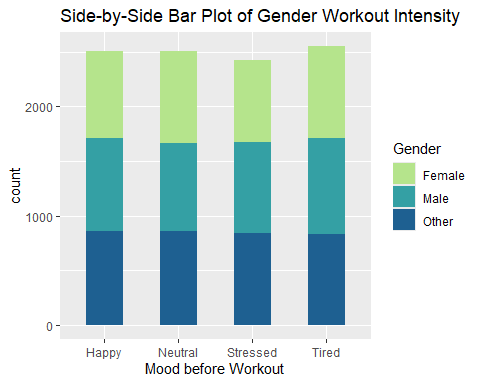 Side-by-Side Bar Plot of Gender Workout Intensity
2000
1000
0
count
Happy Neutral Stressed Tired
Mood before Workout
Gender
Female
Male
Other